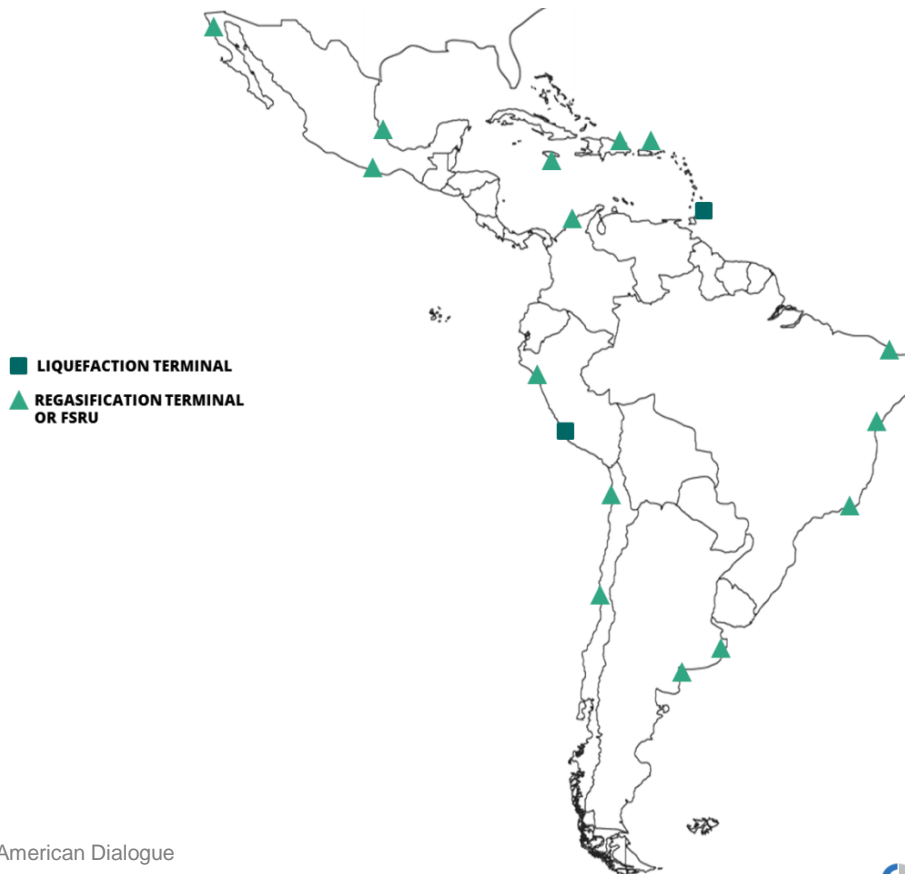 LIQUEFACTION TERMINAL
REGASIFICATION TERMINAL
OR FSRU
American Dialogue